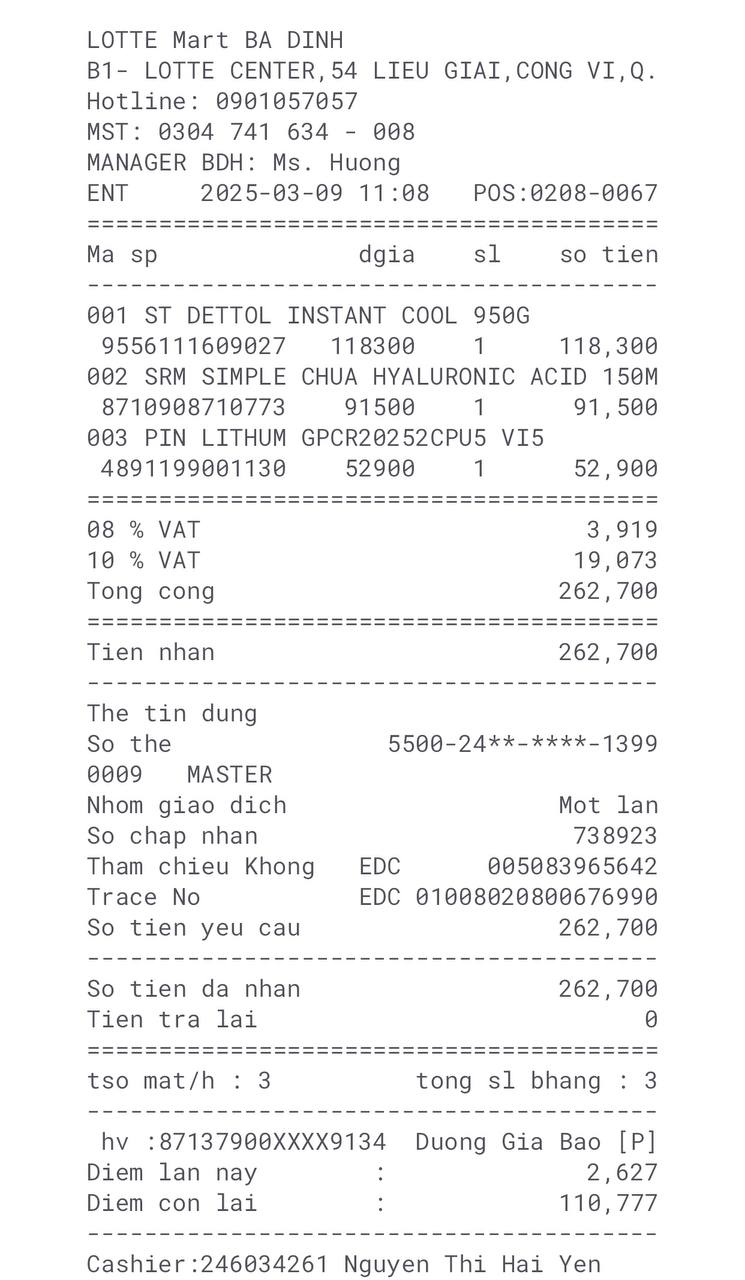 LOTTE Mart BA DINH
B1- LOTTE CENTER,54 LIEU GIAI,CONG VI,Q.
Hotline: 0901057057
MST: 0304 741 634 - 008
MANAGER BDH: Ms. Huong
ENT 2025-03-09 11:08 POS:0208-0067
========================================
Ma sp dgia sl so tien
----------------------------------------
001 ST DETTOL INSTANT COOL 950G
9556111609027 118300 1 118,300
002 SRM SIMPLE CHUA HYALURONIC ACID 150M
8710908710773 91500 1 91,500
003 PIN LITHUM GPCR20252CPU5 VI5
4891199001130 52900 1 52,900
========================================
08 % VAT 3,919
10 % VAT 19,073
Tong cong 262,700
========================================
Tien nhan 262,700
----------------------------------------
The tin dung
So the 5500-24**-****-1399
0009 MASTER
Nhom giao dich Mot lan
So chap nhan 738923
Tham chieu Khong EDC 005083965642
Trace No EDC 01008020800676990
So tien yeu cau 262,700
----------------------------------------
So tien da nhan 262,700
Tien tra lai 0
========================================
tso mat/h : 3 tong sl bhang : 3
----------------------------------------
hv :87137900XXXX9134 Duong Gia Bao [P]
Diem lan nay : 2,627
Diem con lai : 110,777
----------------------------------------
Cashier:246034261 Nguyen Thi Hai Yen